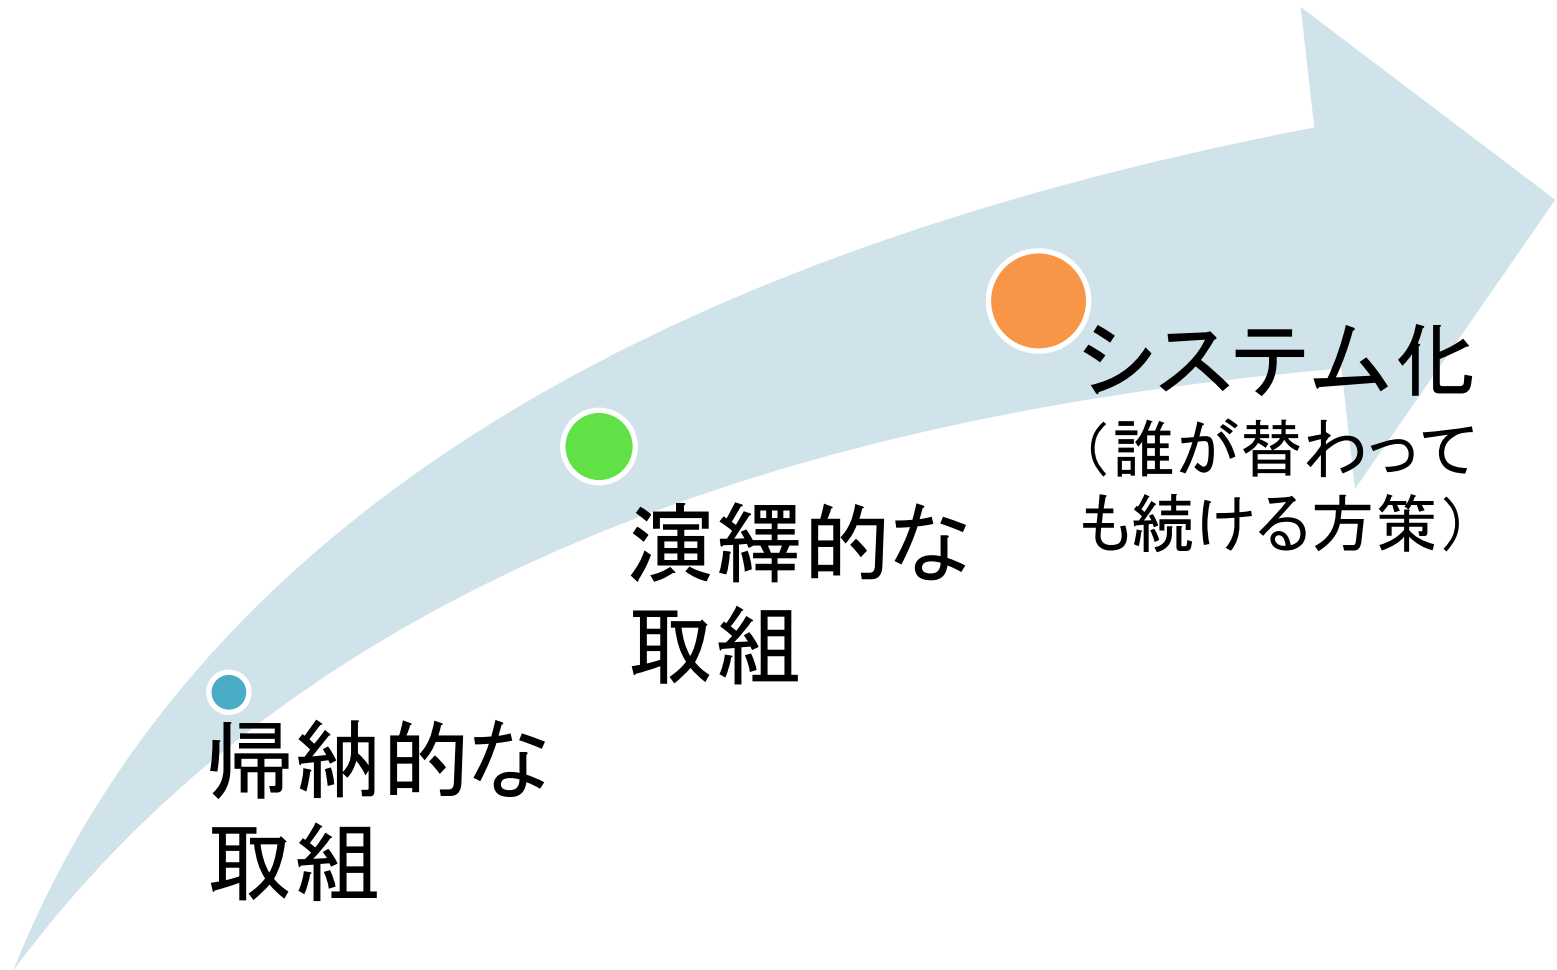 帰納的な
取組
演繹的な
取組
システム化
（誰が替わって
も続ける方策）